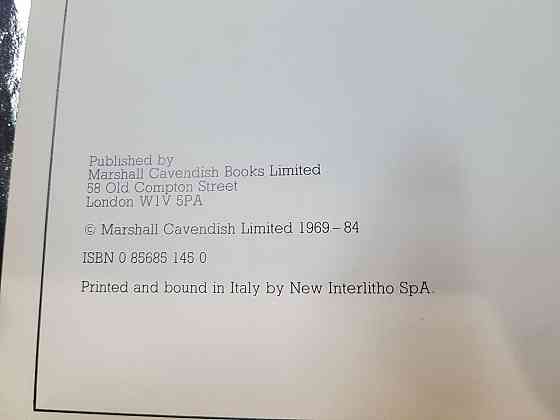 Published by
Marshall Cavendish Books Limited
58 Old Compton Street
London W1V 5PA
© Marshall Cavendish Limited 1969–84
ISBN 0 85685 145 0
Printed and bound in Italy by New Interlitho SpA.